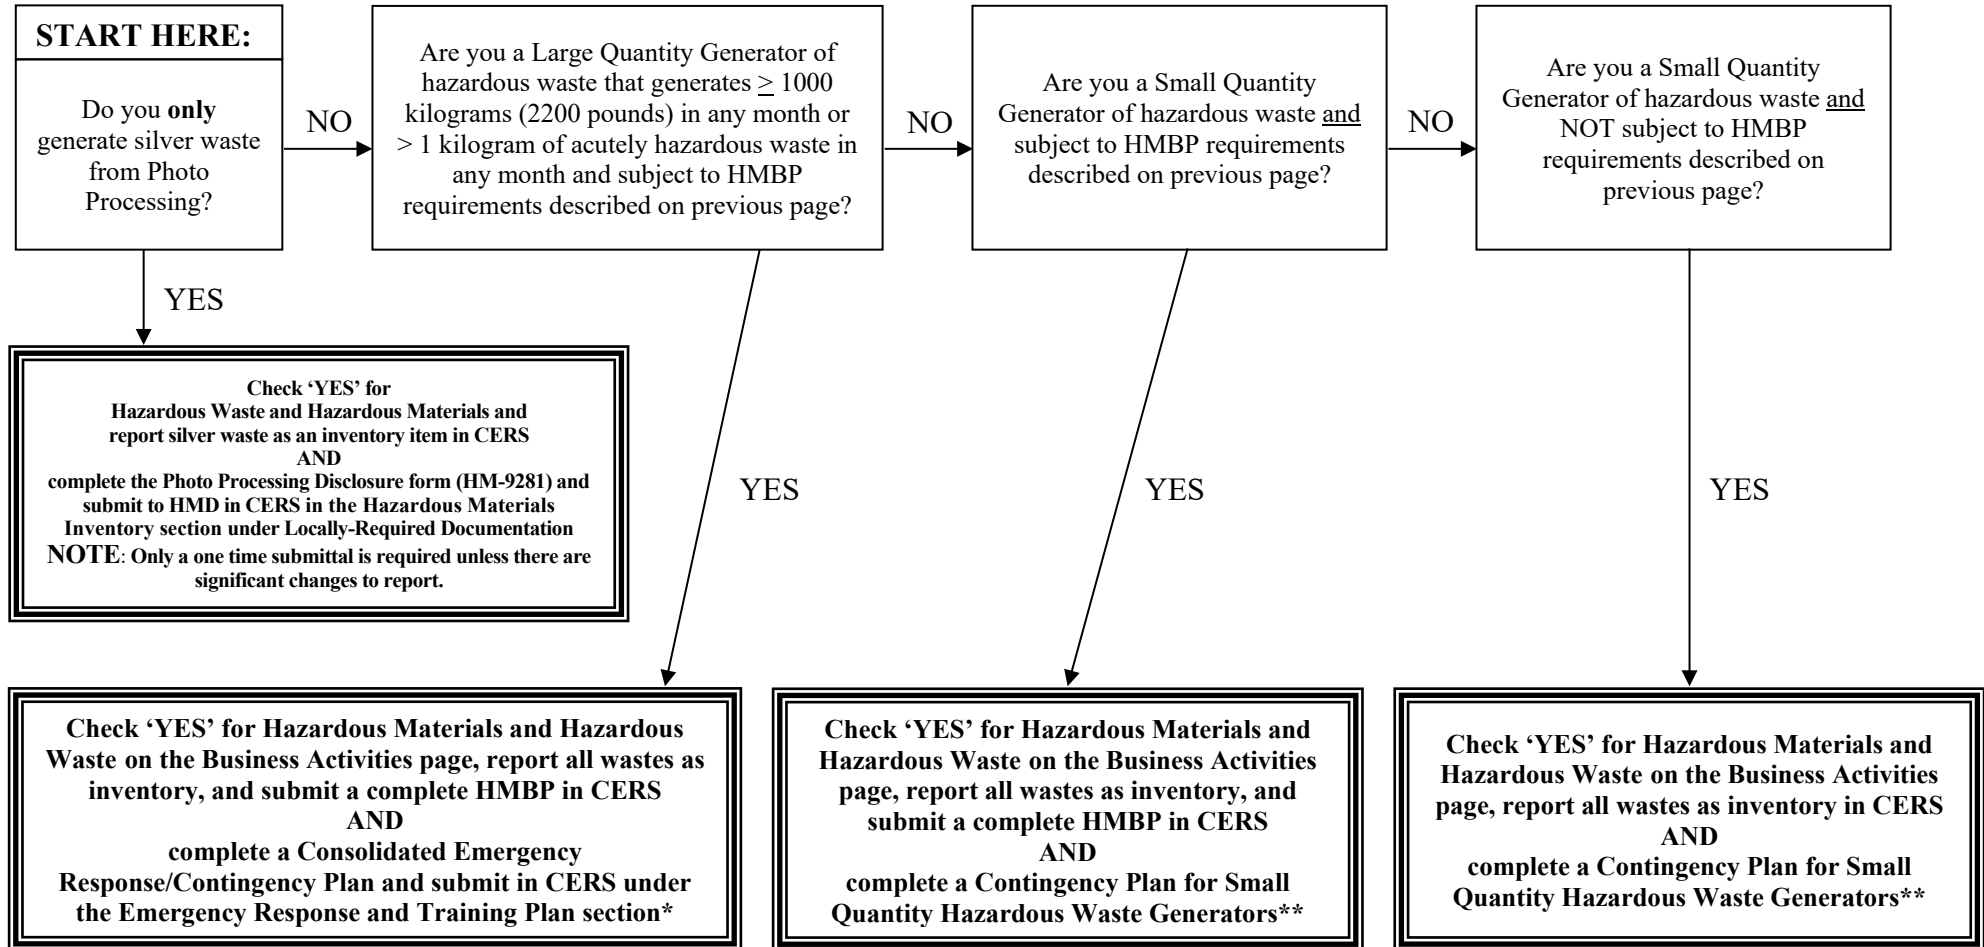 START HERE:
Do you only
generate silver waste
from Photo
Processing?
NO
Are you a Large Quantity Generator of
hazardous waste that generates ≥ 1000
kilograms (2200 pounds) in any month or
> 1 kilogram of acutely hazardous waste in
any month and subject to HMBP
requirements described on previous page?
NO
Are you a Small Quantity
Generator of hazardous waste and
subject to HMBP requirements
described on previous page?
NO
Are you a Small Quantity
Generator of hazardous waste and
NOT subject to HMBP
requirements described on
previous page?
YES
Check ‘YES’ for
Hazardous Waste and Hazardous Materials and
report silver waste as an inventory item in CERS
AND
complete the Photo Processing Disclosure form (HM-9281) and
submit to HMD in CERS in the Hazardous Materials
Inventory section under Locally-Required Documentation
NOTE: Only a one time submittal is required unless there are
significant changes to report.
YES
YES
YES
Check ‘YES’ for Hazardous Materials and Hazardous
Waste on the Business Activities page, report all wastes as
inventory, and submit a complete HMBP in CERS
AND
complete a Consolidated Emergency
Response/Contingency Plan and submit in CERS under
the Emergency Response and Training Plan section*
Check ‘YES’ for Hazardous Materials and
Hazardous Waste on the Business Activities
page, report all wastes as inventory, and
submit a complete HMBP in CERS
AND
complete a Contingency Plan for Small
Quantity Hazardous Waste Generators**
Check ‘YES’ for Hazardous Materials and
Hazardous Waste on the Business Activities
page, report all wastes as inventory in CERS
AND
complete a Contingency Plan for Small
Quantity Hazardous Waste Generators**